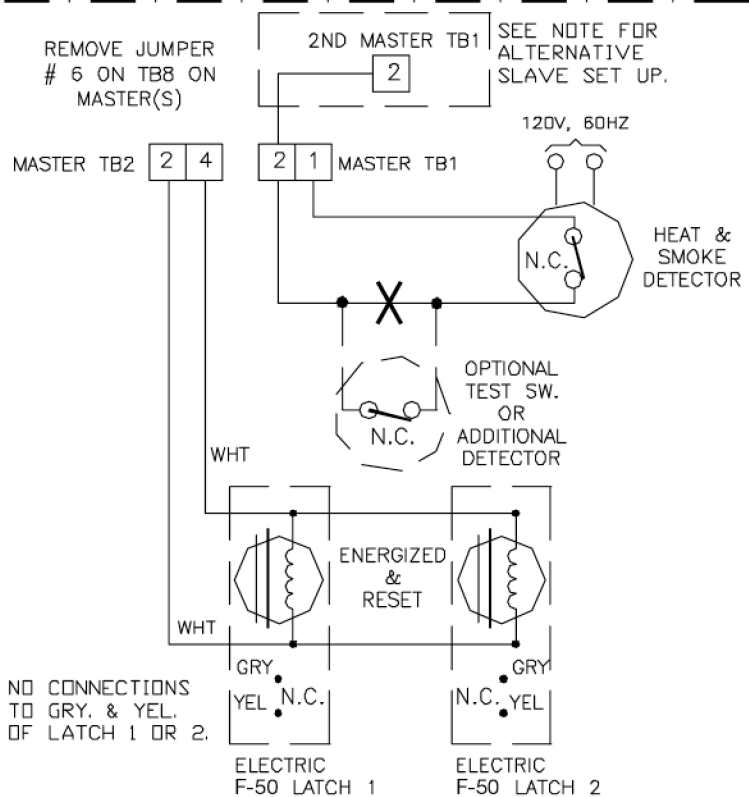 REMOVE JUMPER
# 6 ON TB8 ON
MASTER(S)
2ND MASTER TB1
2
SEE NOTE FOR
ALTERNATIVE
SLAVE SET UP.
120V, 60HZ
MASTER TB2
2 4
2 1
MASTER TB1
N.C.
HEAT &
SMOKE
DETECTOR
N.C.
OPTIONAL
TEST SW.
OR
ADDITIONAL
DETECTOR
WHT
ENERGIZED
&
RESET
WHT
NO CONNECTIONS
TO GRY. & YEL.
OF LATCH 1 OR 2.
GRY
YEL
N.C.
GRY
N.C.
YEL
ELECTRIC
F-50 LATCH 1
ELECTRIC
F-50 LATCH 2